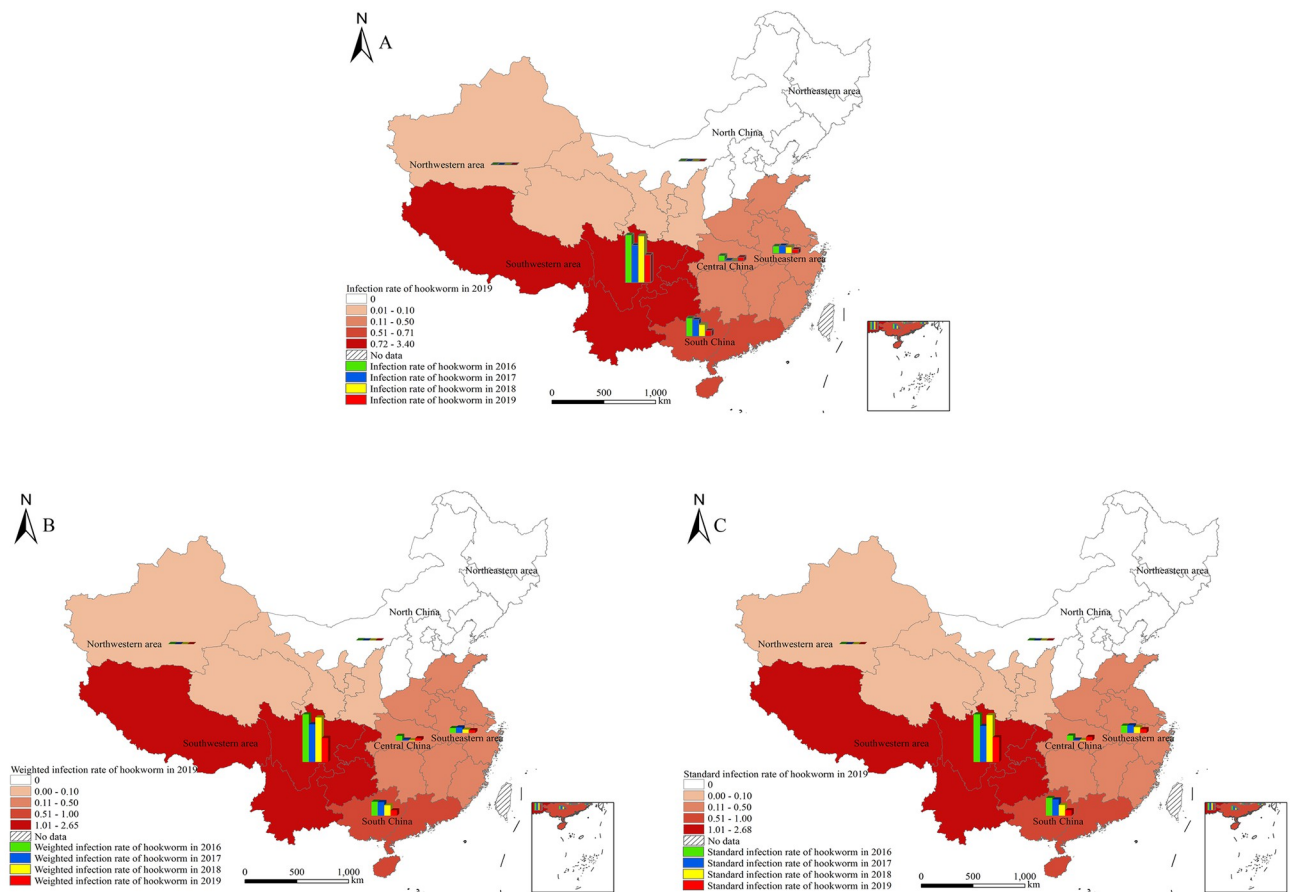 N
A
Northeastern area
North China
Northwestern area
Southwestern area
Central China
Southeastern area
South China
Infection rate of hookworm in 2019
0
0.01 - 0.10
0.11 - 0.50
0.51 - 0.71
0.72 - 3.40
No data
Infection rate of hookworm in 2016
Infection rate of hookworm in 2017
Infection rate of hookworm in 2018
Infection rate of hookworm in 2019
0 500 1,000
km
N
B
Northeastern area
North China
Northwestern area
Southwestern area
Central China
Southeastern area
South China
Weighted infection rate of hookworm in 2019
0
0.00 - 0.10
0.11 - 0.50
0.51 - 1.00
1.01 - 2.65
No data
Weighted infection rate of hookworm in 2016
Weighted infection rate of hookworm in 2017
Weighted infection rate of hookworm in 2018
Weighted infection rate of hookworm in 2019
0 500 1,000
km
N
C
Northeastern area
North China
Northwestern area
Southwestern area
Central China
Southeastern area
South China
Standard infection rate of hookworm in 2019
0
0.00 - 0.10
0.11 - 0.50
0.51 - 1.00
1.01 - 2.68
No data
Standard infection rate of hookworm in 2016
Standard infection rate of hookworm in 2017
Standard infection rate of hookworm in 2018
Standard infection rate of hookworm in 2019
0 500 1,000
km